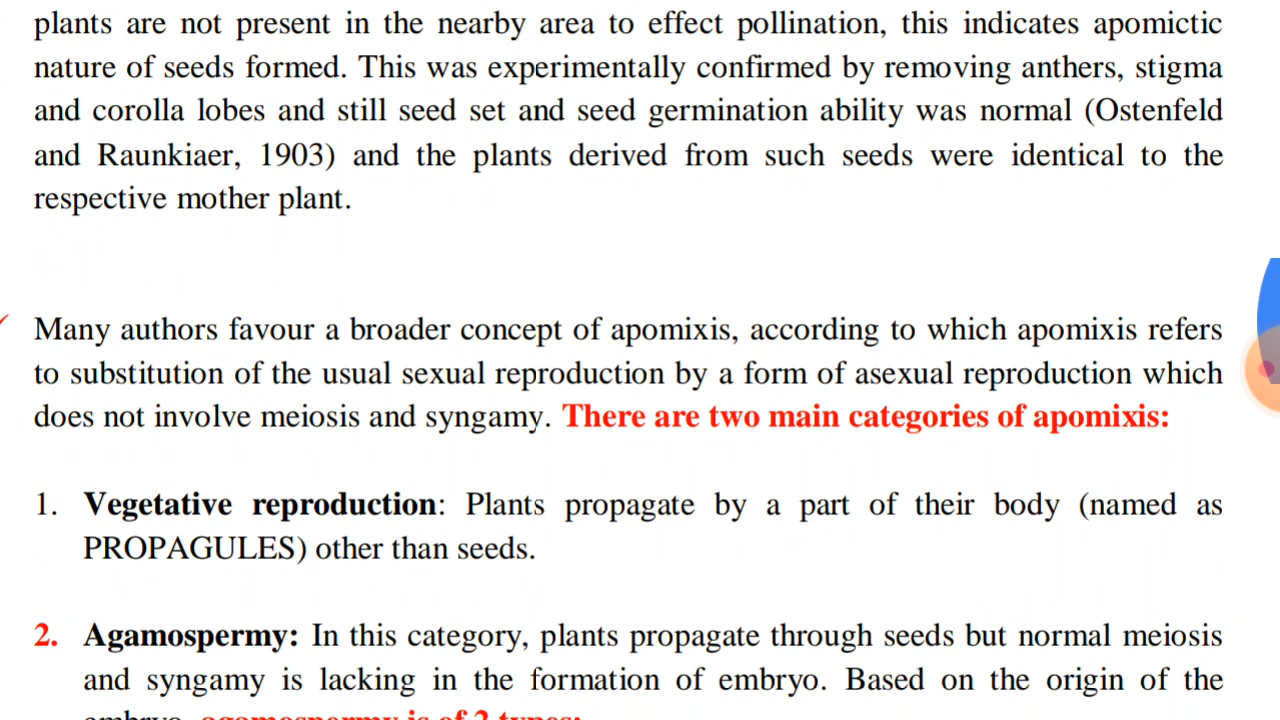 plants are not present in the nearby area to effect pollination, this indicates apomictic
nature of seeds formed. This was experimentally confirmed by removing anthers, stigma
and corolla lobes and still seed set and seed germination ability was normal (Ostenfeld
and Raunkiaer, 1903) and the plants derived from such seeds were identical to the
respective mother plant.
Many authors favour a broader concept of apomixis, according to which apomixis refers
to substitution of the usual sexual reproduction by a form of asexual reproduction which
does not involve meiosis and syngamy. There are two main categories of apomixis:
1. Vegetative reproduction: Plants propagate by a part of their body (named as
PROPAGULES) other than seeds.
2. Agamospermy: In this category, plants propagate through seeds but normal meiosis
and syngamy is lacking in the formation of embryo. Based on the origin of the
embryo, agamospermy is of 2 types: